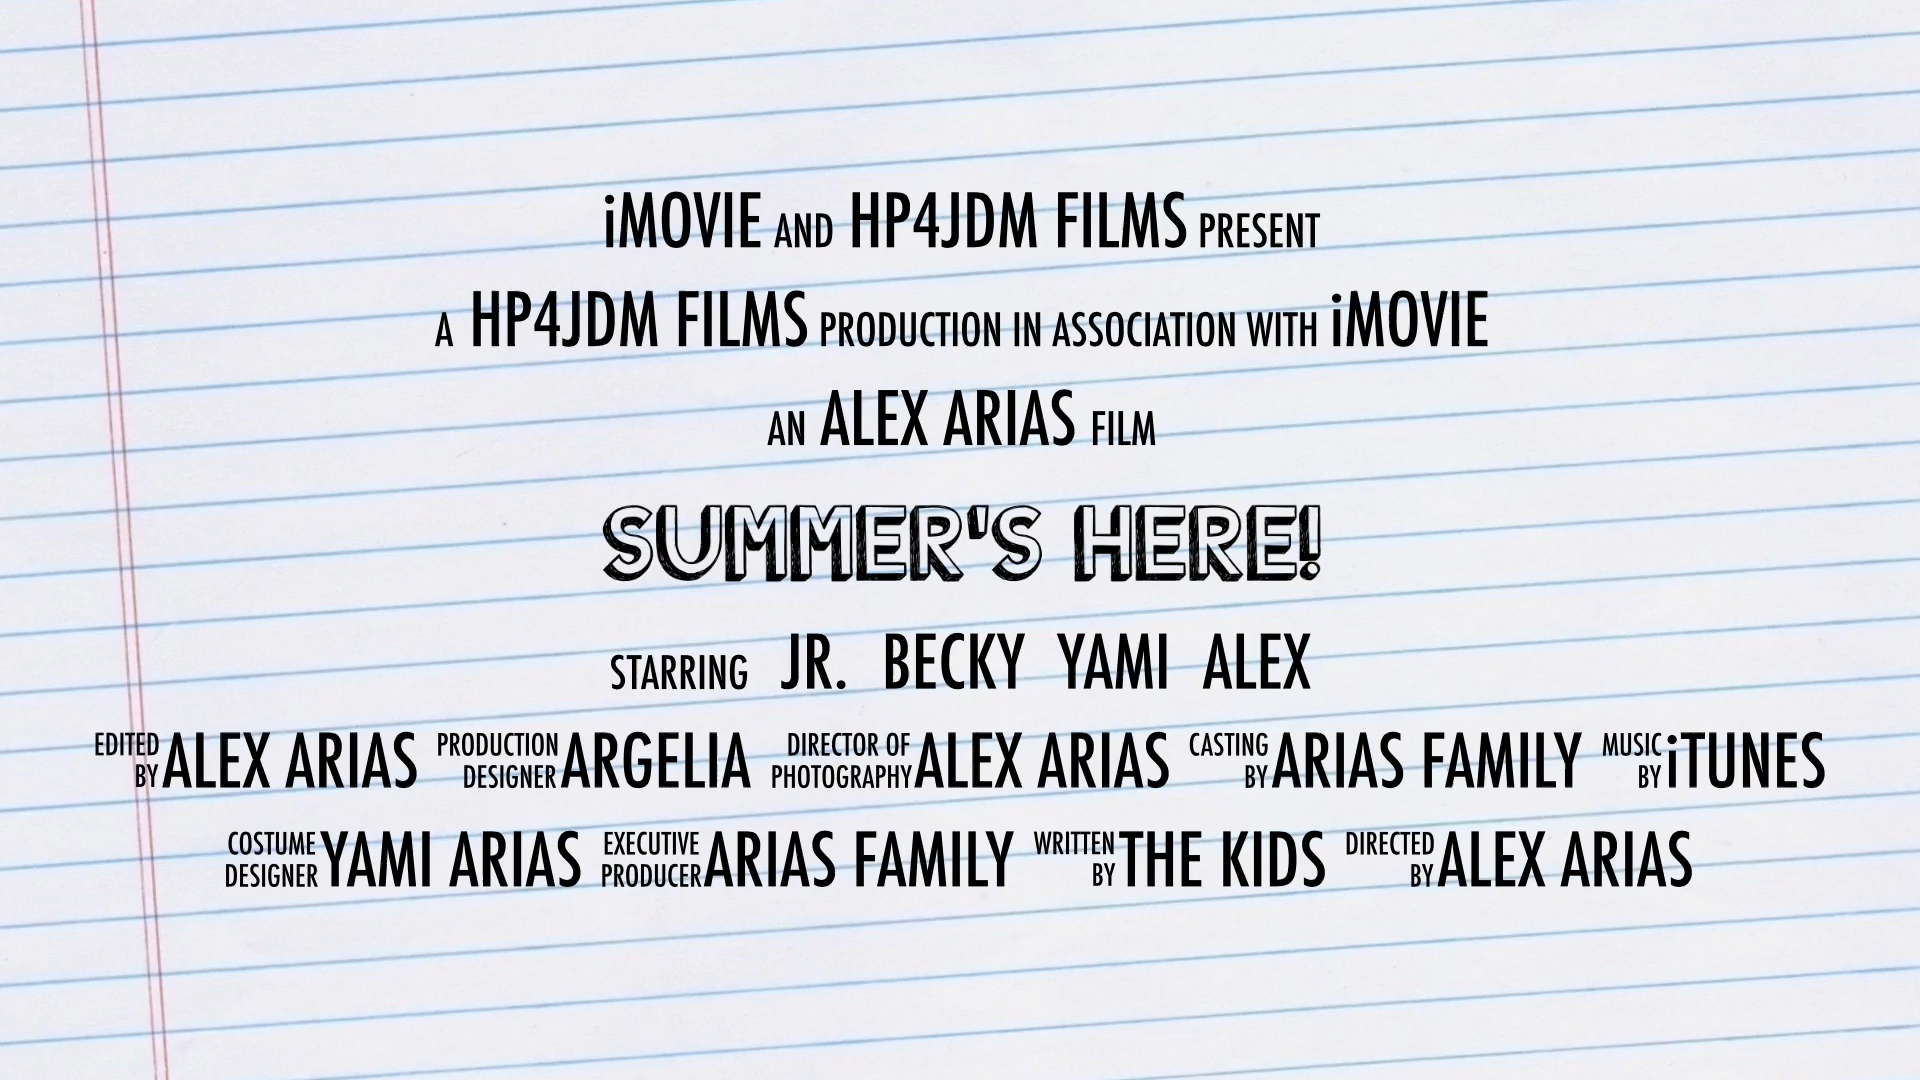 iMOVIE AND HP4JDM FILMS PRESENT
A HP4JDM FILMS PRODUCTION IN ASSOCIATION WITH iMOVIE
AN ALEX ARIAS FILM
SUMMER'S HERE!
STARRING JR. BECKY YAMI ALEX
EDITED BY ALEX ARIAS PRODUCTION DESIGNER ARGELIA DIRECTOR OF PHOTOGRAPHY ALEX ARIAS CASTING BY ARIAS FAMILY MUSIC BY iTUNES
COSTUME DESIGNER YAMI ARIAS EXECUTIVE PRODUCER ARIAS FAMILY WRITTEN BY THE KIDS DIRECTED BY ALEX ARIAS